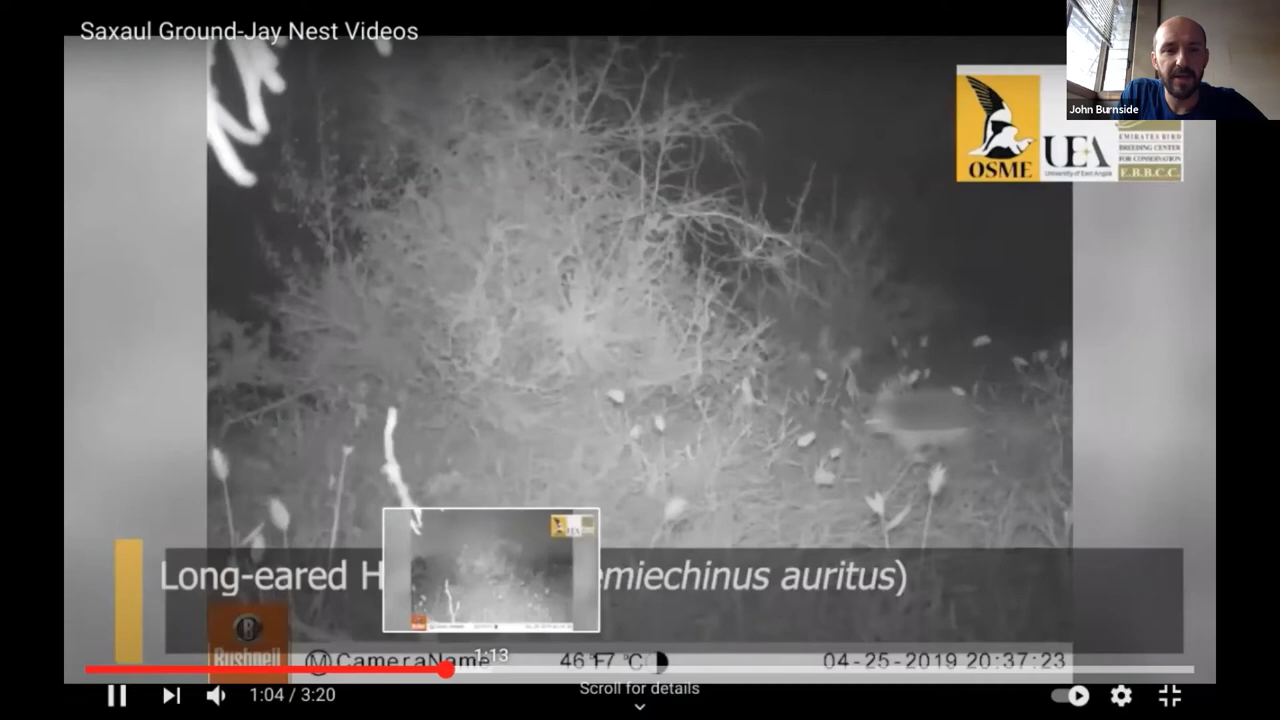 Saxaul Ground-Jay Nest Videos
John Burnside
OSME
UEA
University of East Anglia
EMIRATES BIRD
BREEDING CENTER
FOR CONSERVATION
E.B.B.C.C.
Long-eared H
emiechinus auritus)
Bushnell
M CameraName
1:13
04-25-2019 20:37:23
1:04 / 3:20
Scroll for details